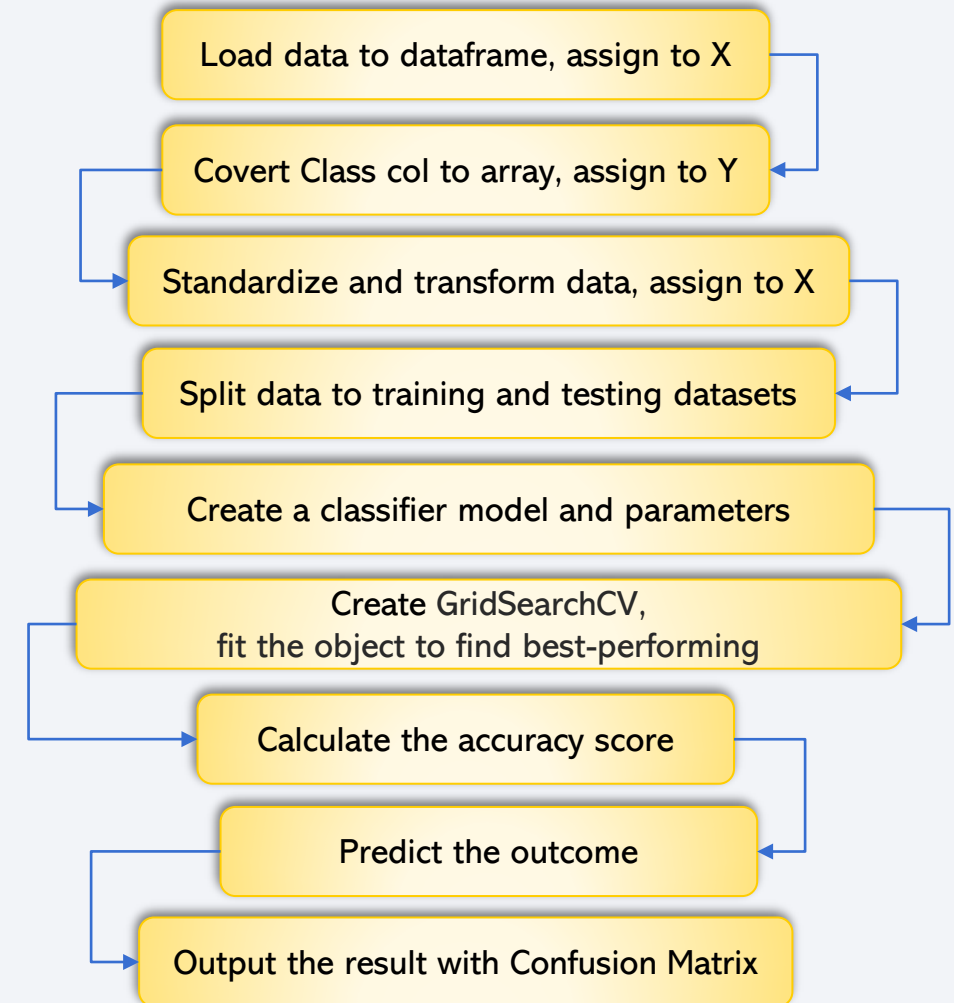 Load data to dataframe, assign to X
Covert Class col to array, assign to Y
Standardize and transform data, assign to X
Split data to training and testing datasets
Create a classifier model and parameters
Create GridSearchCV,
fit the object to find best-performing
Calculate the accuracy score
Predict the outcome
Output the result with Confusion Matrix